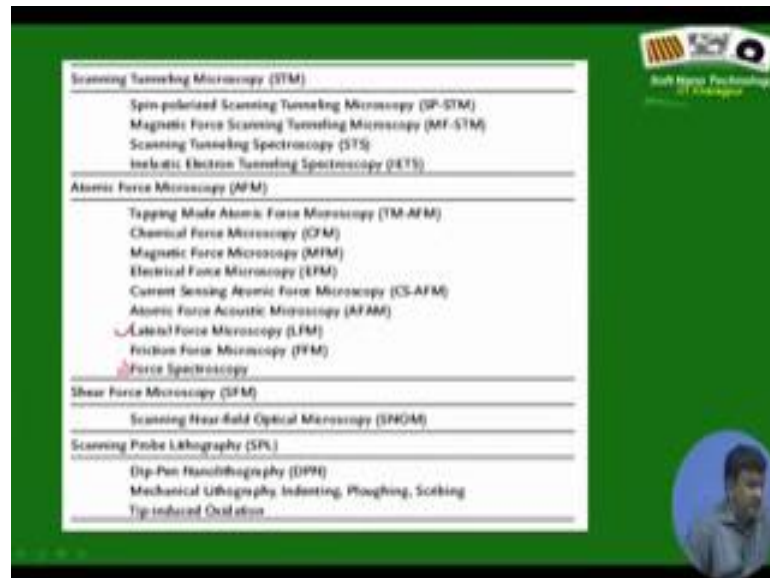 Scanning Tunneling Microscopy (STM)
Spin-polarized Scanning Tunneling Microscopy (SP-STM)
Magnetic Force Scanning Tunneling Microscopy (MF-STM)
Scanning Tunneling Spectroscopy (STS)
Inelastic Electron Tunneling Spectroscopy (IETS)
Atomic Force Microscopy (AFM)
Tapping Mode Atomic Force Microscopy (TM-AFM)
Chemical Force Microscopy (CFM)
Magnetic Force Microscopy (MFM)
Electrical Force Microscopy (EFM)
Current Sensing Atomic Force Microscopy (CS-AFM)
Atomic Force Acoustic Microscopy (AFAM)
Lateral Force Microscopy (LFM)
Friction Force Microscopy (FFM)
Force Spectroscopy
Shear Force Microscopy (SFM)
Scanning Near-field Optical Microscopy (SNOM)
Scanning Probe Lithography (SPL)
Dip-Pen Nanolithography (DPN)
Mechanical Lithography, Indenting, Ploughing, Scribing
Tip-induced Oxidation
Soft Nano Technology
IIT Kharagpur